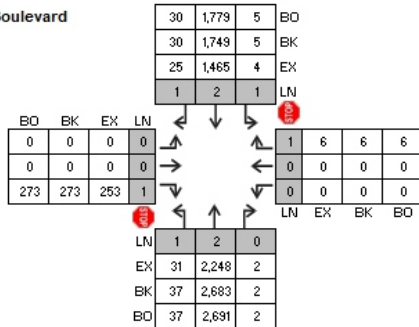 oulevard
30 1,779 5 BO
30 1,749 5 BK
25 1,465 4 EX
1 2 1 LN
STOP
BO BK EX LN
0 0 0 0
0 0 0 0
273 273 253 1
1 6 6 6
0 0 0 0
0 0 0 0
LN EX BK BO
STOP
LN 1 2 0
EX 31 2,248 2
BK 37 2,683 2
BO 37 2,691 2